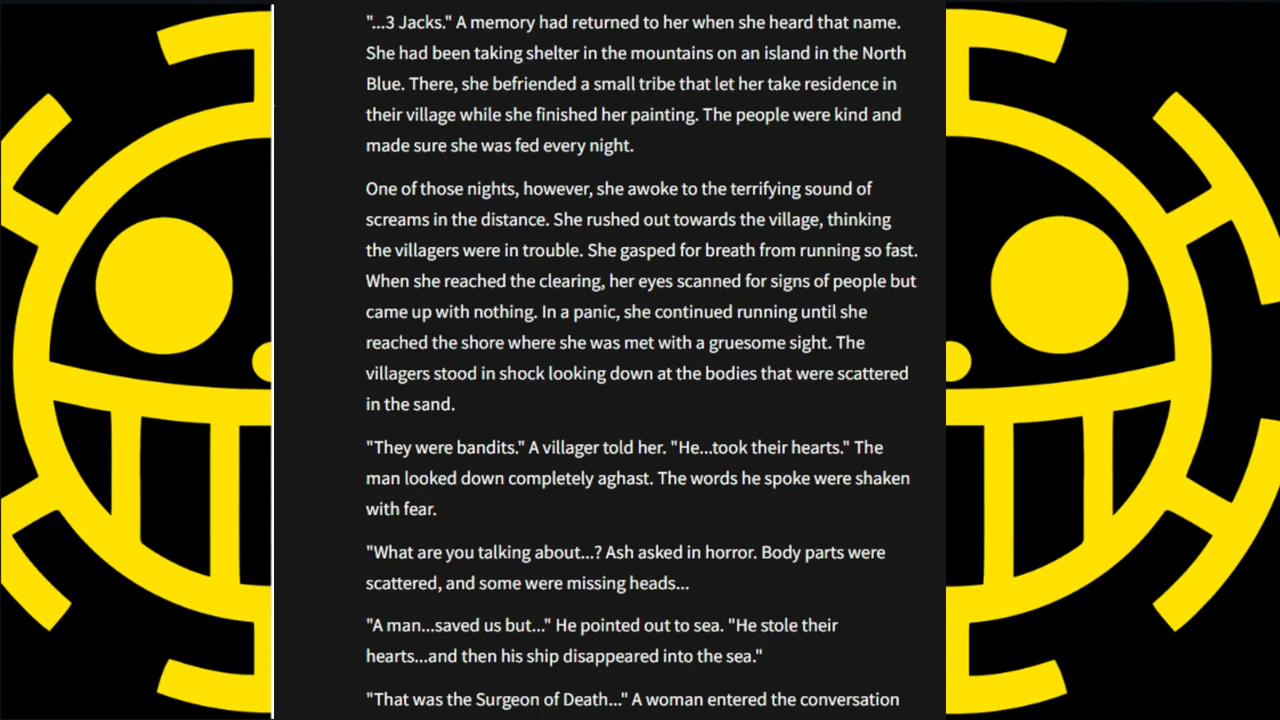 "...3 Jacks." A memory had returned to her when she heard that name.
She had been taking shelter in the mountains on an island in the North
Blue. There, she befriended a small tribe that let her take residence in
their village while she finished her painting. The people were kind and
made sure she was fed every night.
One of those nights, however, she awoke to the terrifying sound of
screams in the distance. She rushed out towards the village, thinking
the villagers were in trouble. She gasped for breath from running so fast.
When she reached the clearing, her eyes scanned for signs of people but
came up with nothing. In a panic, she continued running until she
reached the shore where she was met with a gruesome sight. The
villagers stood in shock looking down at the bodies that were scattered
in the sand.
"They were bandits." A villager told her. "He...took their hearts." The
man looked down completely aghast. The words he spoke were shaken
with fear.
"What are you talking about...? Ash asked in horror. Body parts were
scattered, and some were missing heads...
"A man...saved us but..." He pointed out to sea. "He stole their
hearts...and then his ship disappeared into the sea."
"That was the Surgeon of Death..." A woman entered the conversation